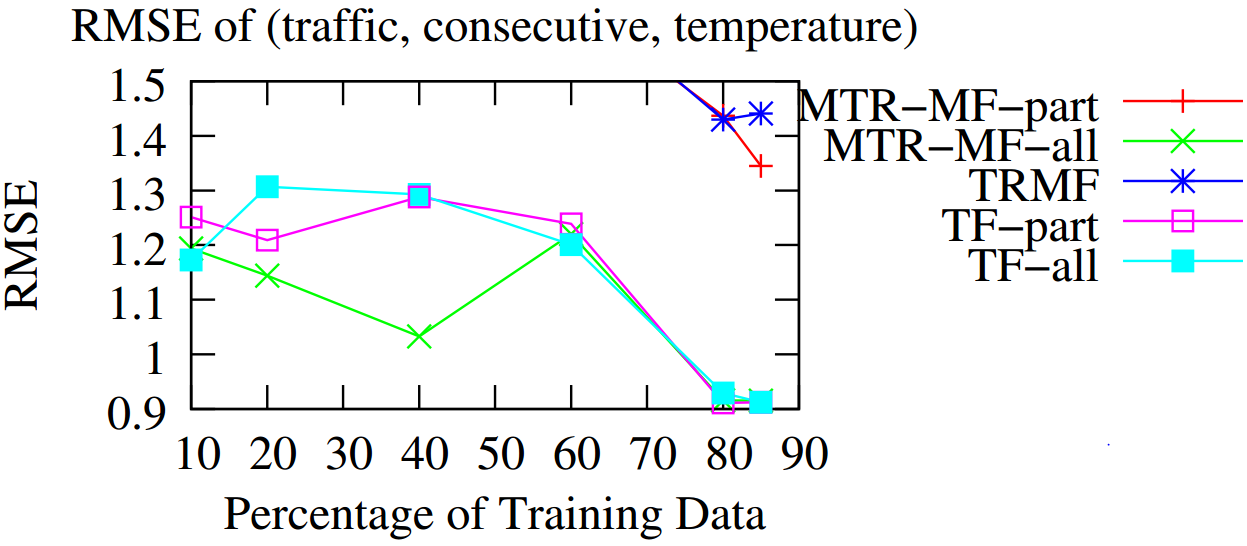 RMSE of (traffic, consecutive, temperature)
RMSE
1.5
1.4
1.3
1.2
1.1
1
0.9
10 20 30 40 50 60 70 80 90
Percentage of Training Data
MTR−MF−part
MTR−MF−all
TRMF
TF−part
TF−all